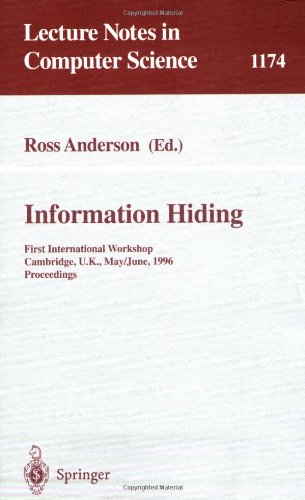 Lecture Notes in
Computer Science 1174
Ross Anderson (Ed.)
Information Hiding
First International Workshop
Cambridge, U.K., May/June, 1996
Proceedings
Springer